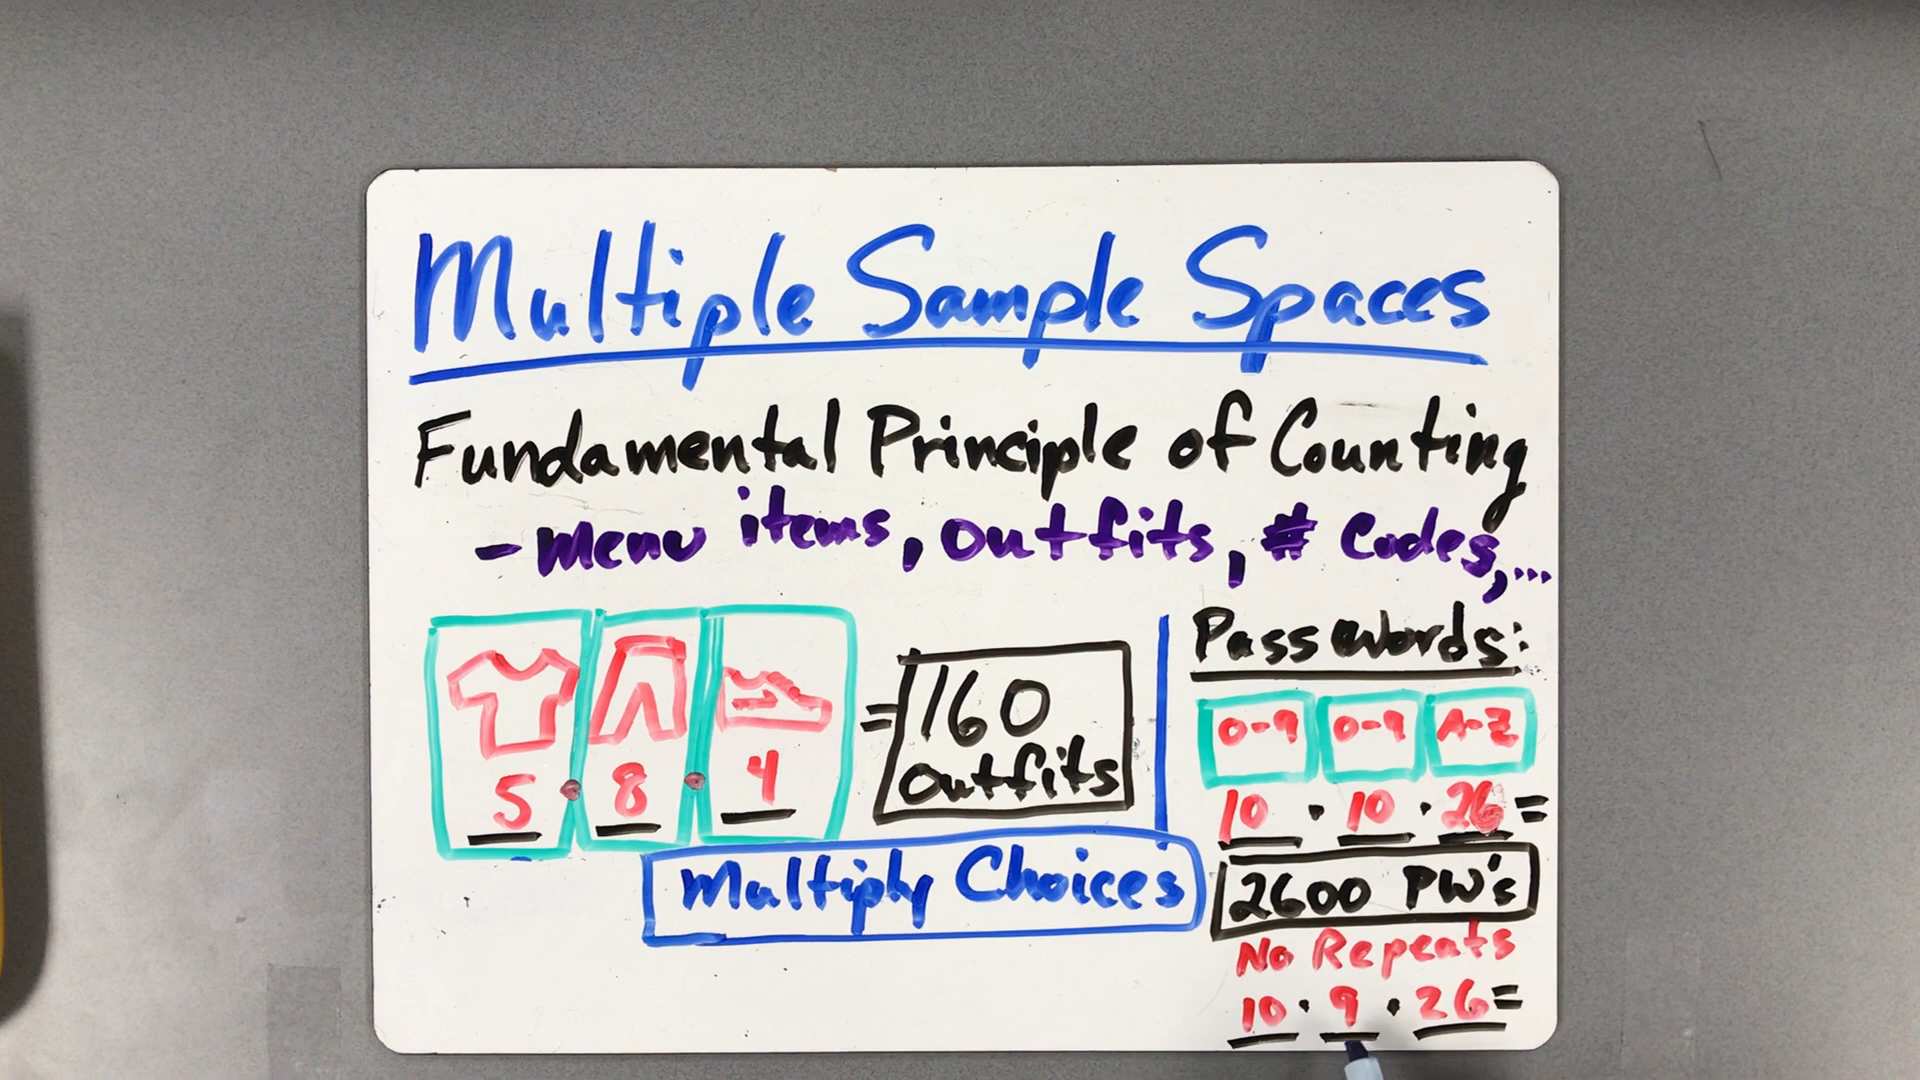 Multiple Sample Spaces
Fundamental Principle of Counting
- Menu items, Outfits, # Codes,...
5 · 8 · 4
= 160
Outfits
Multiply Choices
Passwords:
0-9 0-9 A-Z
10 · 10 · 26 =
2600 PW's
No Repeats
10 · 9 · 26 =